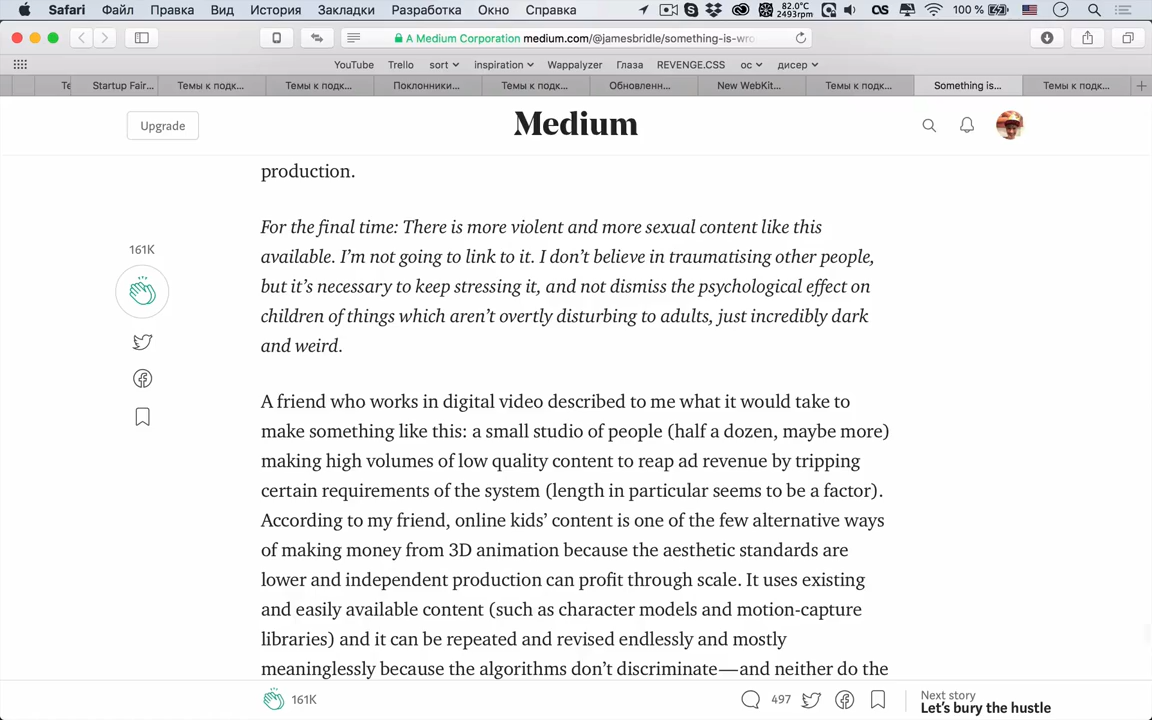 Safari Файл Правка Вид История Закладки Разработка Окно Справка 82.0°C 2493rpm 100 %
A Medium Corporation medium.com/@jamesbridle/something-is-wro
YouTube Trello sort inspiration Wappalyzer Глаза REVENGE.CSS ос дисер
Те Startup Fair... Темы к подк... Темы к подк... Поклонники... Темы к подк... Обновленн... New WebKit... Темы к подк... Something is... Темы к подк...
Upgrade
Medium
production.
For the final time: There is more violent and more sexual content like this
available. I’m not going to link to it. I don’t believe in traumatising other people,
but it’s necessary to keep stressing it, and not dismiss the psychological effect on
children of things which aren’t overtly disturbing to adults, just incredibly dark
and weird.
161K
A friend who works in digital video described to me what it would take to
make something like this: a small studio of people (half a dozen, maybe more)
making high volumes of low quality content to reap ad revenue by tripping
certain requirements of the system (length in particular seems to be a factor).
According to my friend, online kids’ content is one of the few alternative ways
of making money from 3D animation because the aesthetic standards are
lower and independent production can profit through scale. It uses existing
and easily available content (such as character models and motion-capture
libraries) and it can be repeated and revised endlessly and mostly
meaninglessly because the algorithms don’t discriminate—and neither do the
161K 497
Next story
Let’s bury the hustle